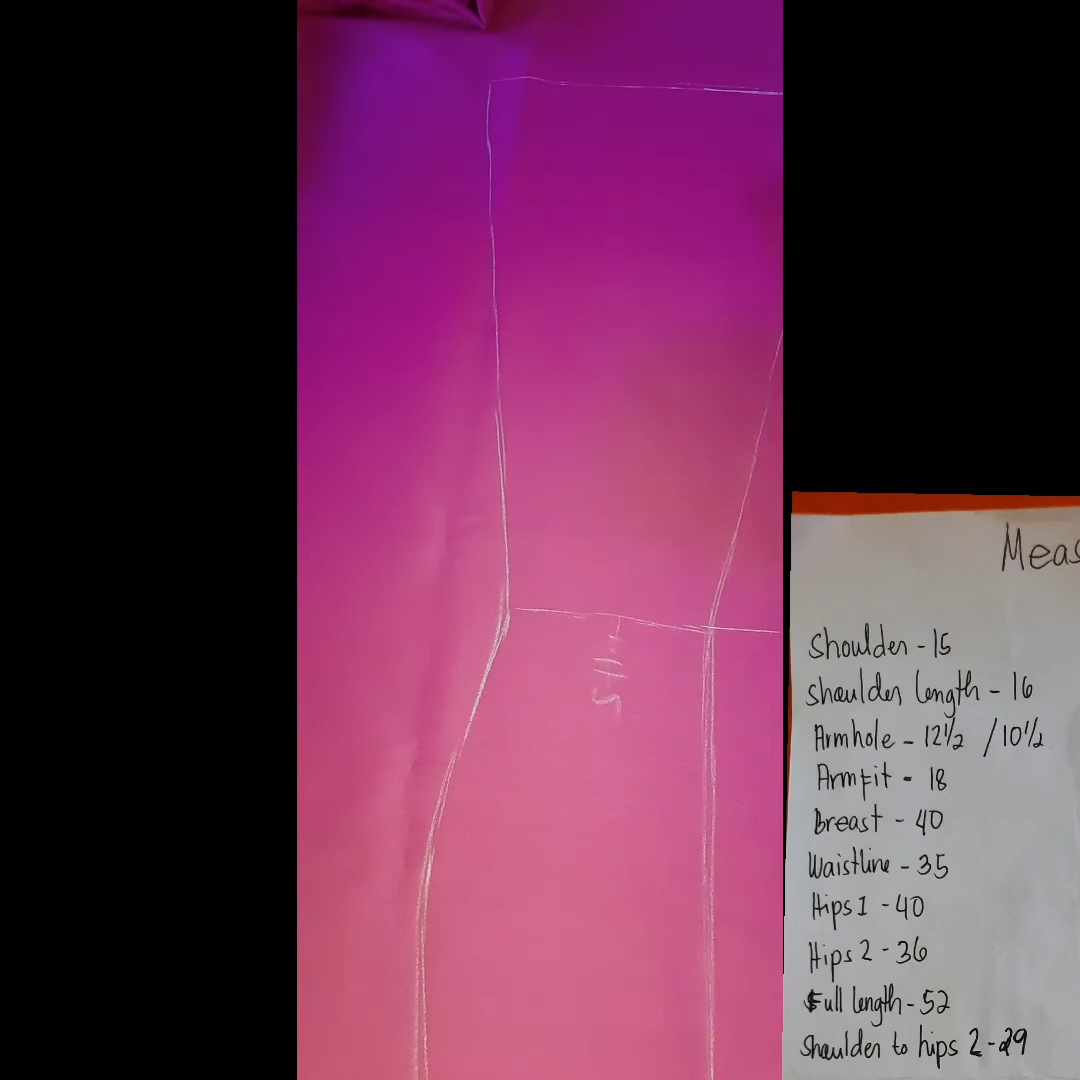 Meas
Shoulder - 15
Shoulder length - 16
Armhole - 12½ / 10½
Armpit - 18
Breast - 40
Waistline - 35
Hips 1 - 40
Hips 2 - 36
Full length - 52
Shoulder to hips 2 - 29